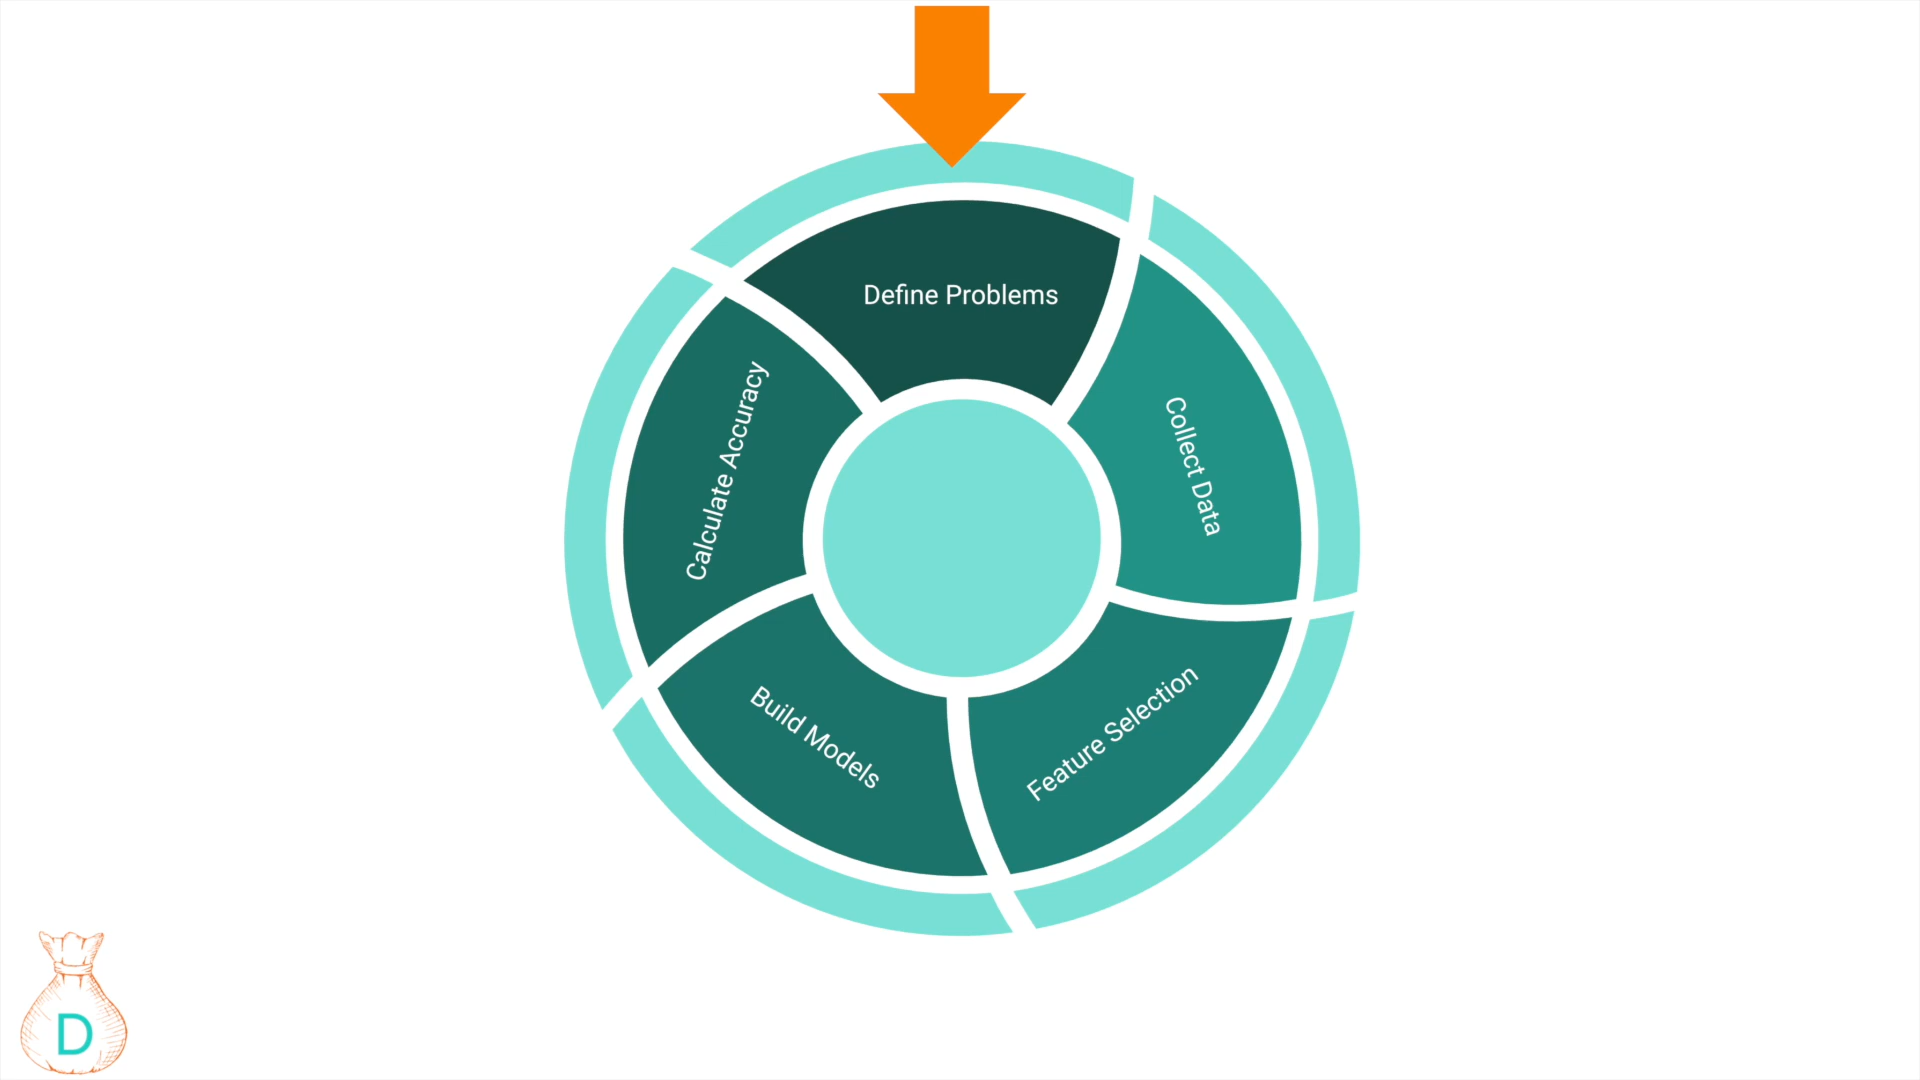 Define Problems
Collect Data
Feature Selection
Build Models
Calculate Accuracy
D